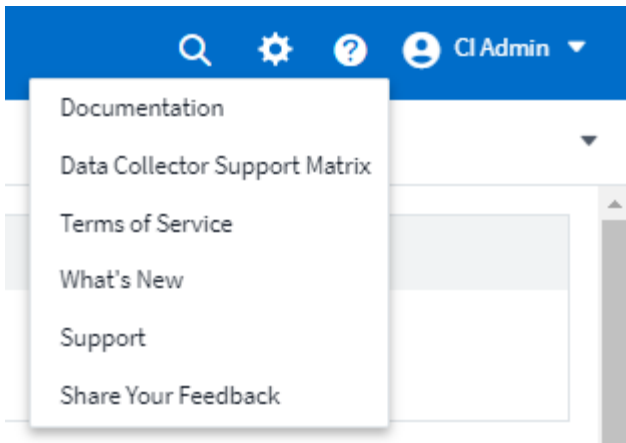 CI Admin
Documentation
Data Collector Support Matrix
Terms of Service
What's New
Support
Share Your Feedback